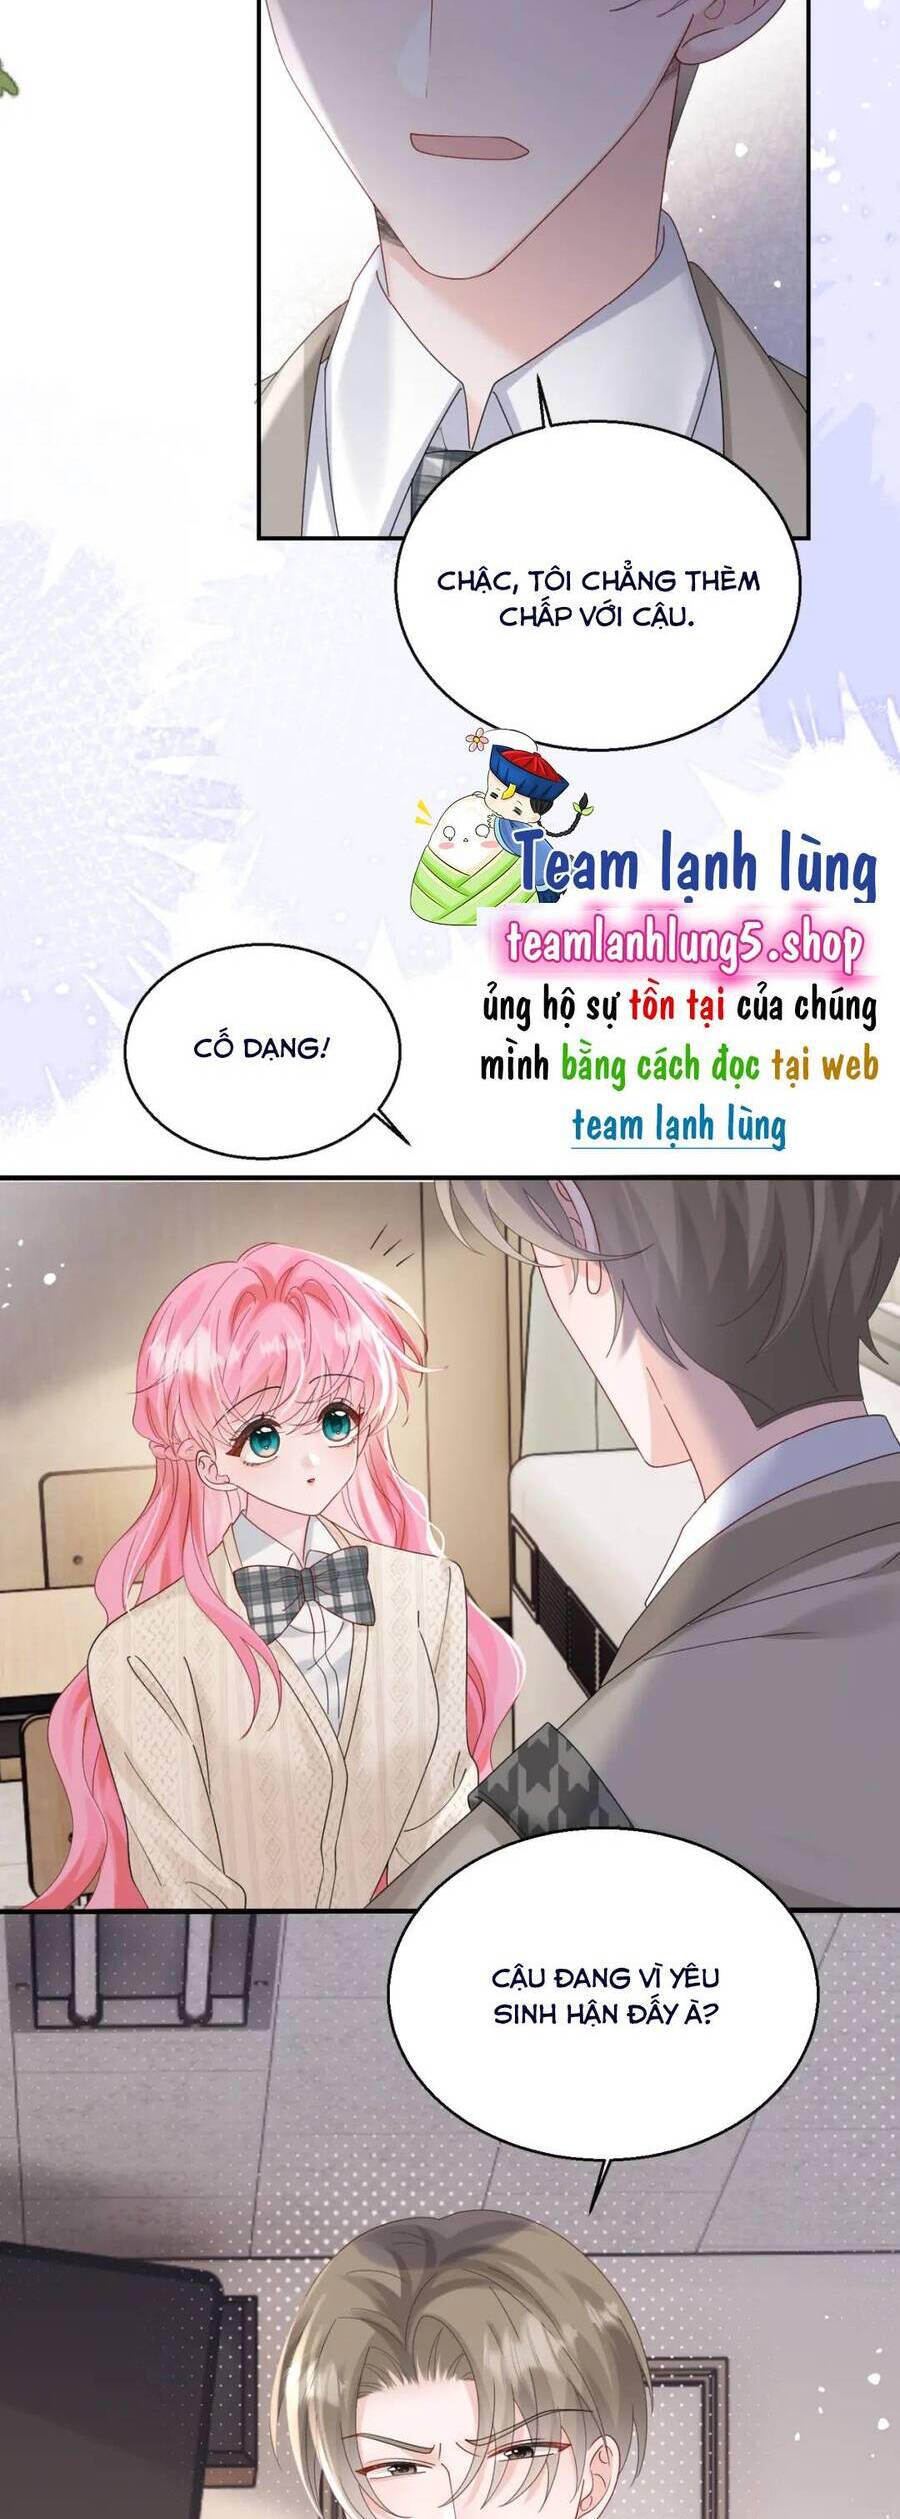 CHẬC, TÔI CHẲNG THÈM
CHẤP VỚI CẬU.
Team lạnh lùng
teamlanhlung5.shop
ủng hộ sự tồn tại của chúng
mình bằng cách đọc tại web
team lạnh lùng
CỐ DẠNG!
CẬU ĐANG VÌ YÊU
SINH HẬN ĐẤY À?